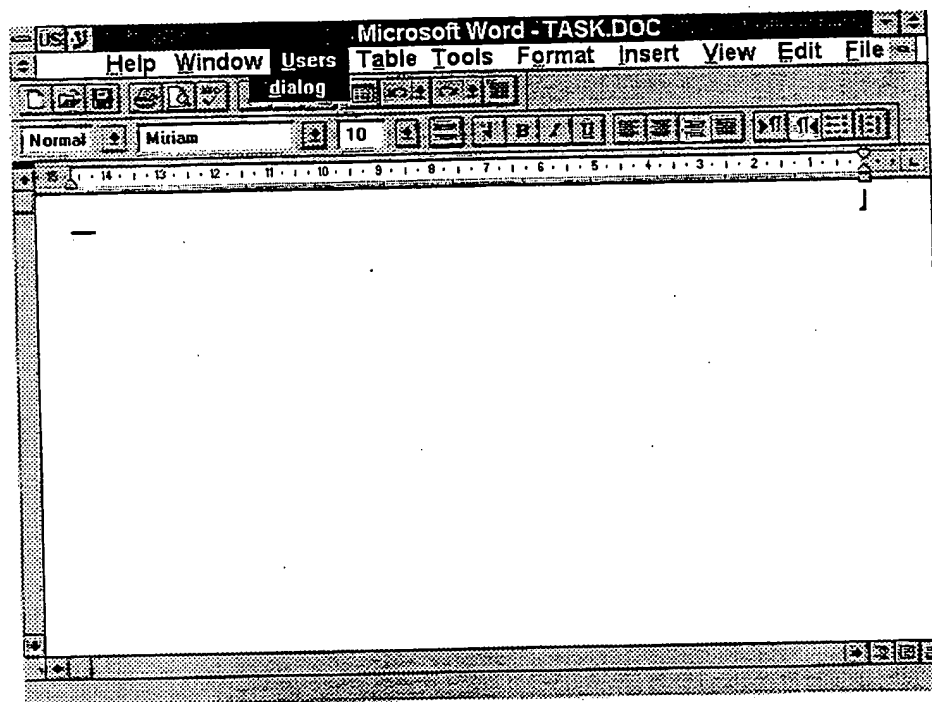 US Microsoft Word - TASK.DOC
Help Window Users Table Tools Format Insert View Edit File
dialog
Normal Miriam 10 B I U
15 14 13 12 11 10 9 8 7 6 5 4 3 2 1